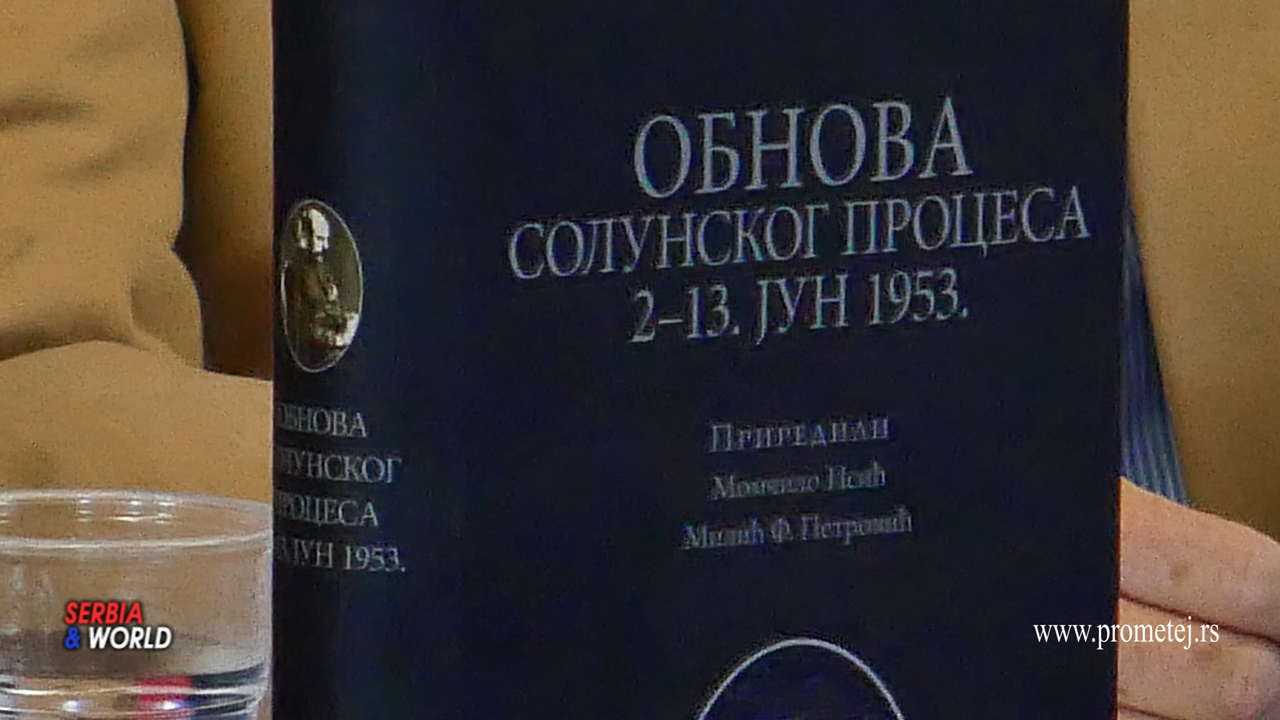 ОБНОВА
СОЛУНСКОГ ПРОЦЕСА
2–13. ЈУН 1953.
Приредили
Момчило Исић
Милић Ф. Петровић
ОБНОВА
СОЛУНСКОГ
ПРОЦЕСА
ЈУН 1953.
SERBIA
& WORLD
www.prometej.rs